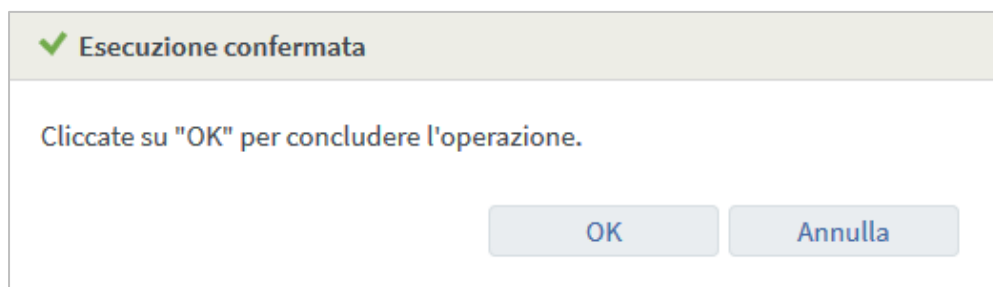 Esecuzione confermata
Cliccate su "OK" per concludere l'operazione.
OK Annulla